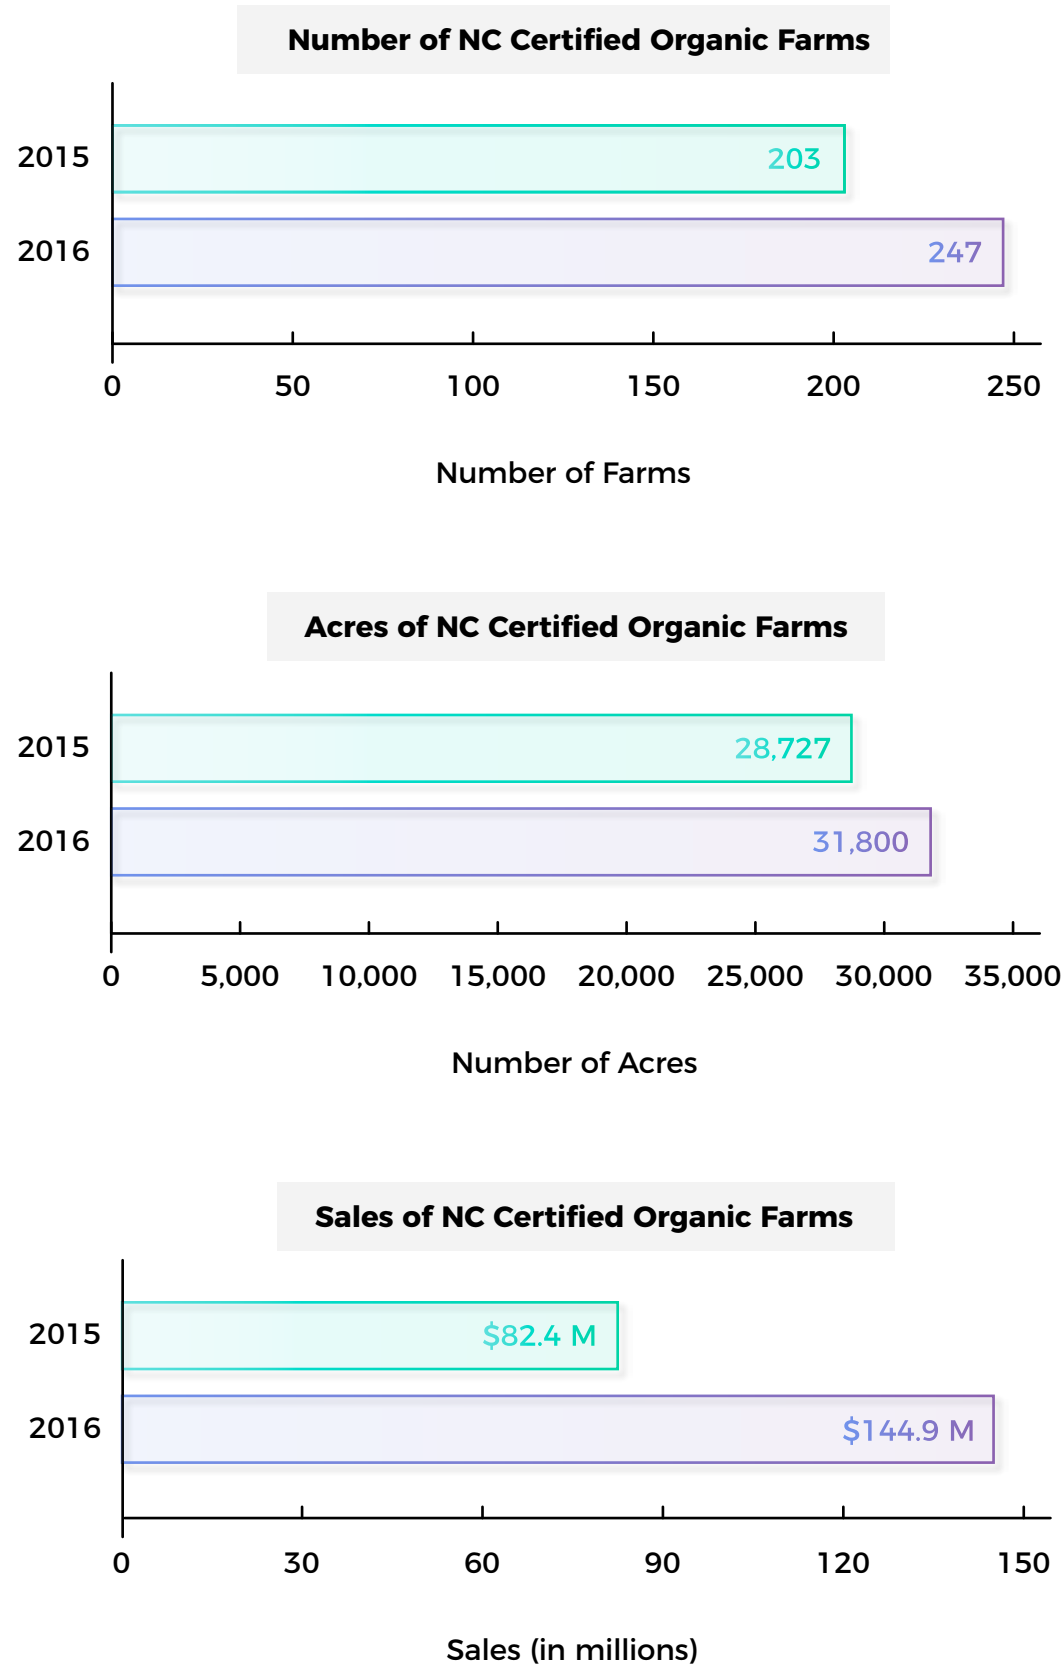 Number of NC Certified Organic Farms
2015
203
2016
247
0 50 100 150 200 250
Number of Farms
Acres of NC Certified Organic Farms
2015
28,727
2016
31,800
0 5,000 10,000 15,000 20,000 25,000 30,000 35,000
Number of Acres
Sales of NC Certified Organic Farms
2015
$82.4 M
2016
$144.9 M
0 30 60 90 120 150
Sales (in millions)